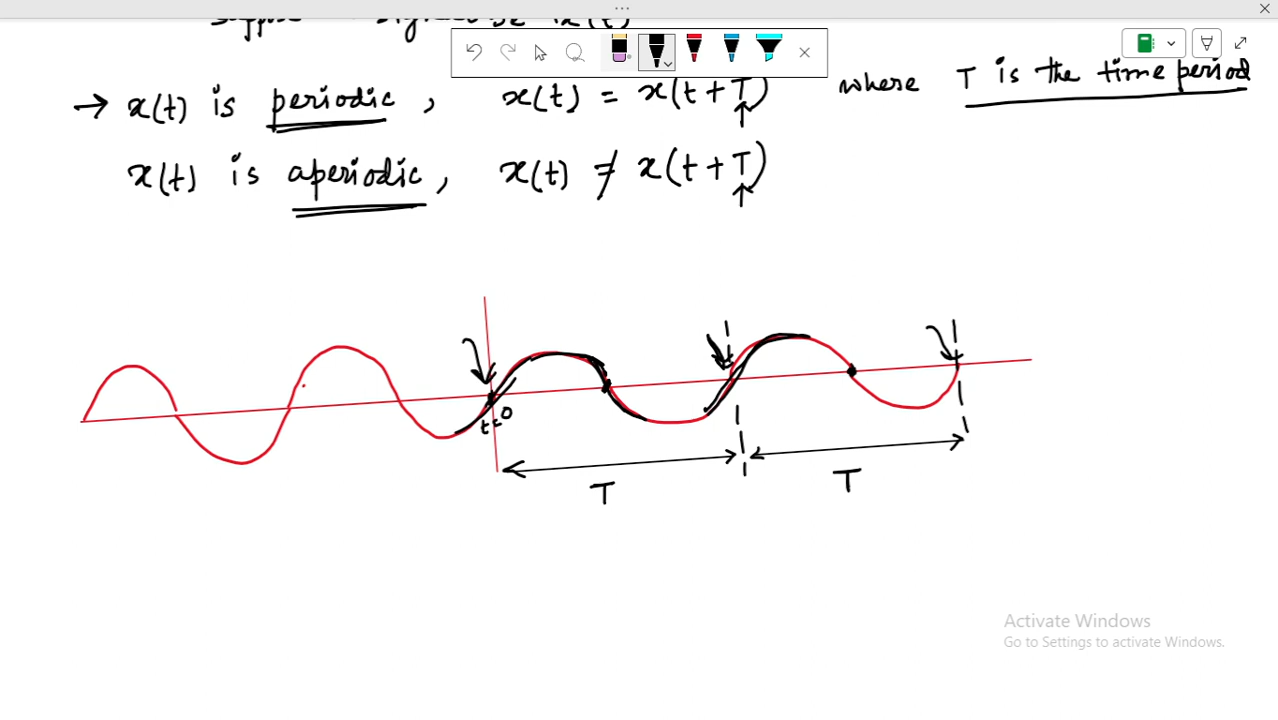 x(t)
→ x(t) is periodic, x(t) = x(t+T) where T is the time period
x(t) is aperiodic, x(t) ≠ x(t+T)
t=0
T T
Activate Windows
Go to Settings to activate Windows.